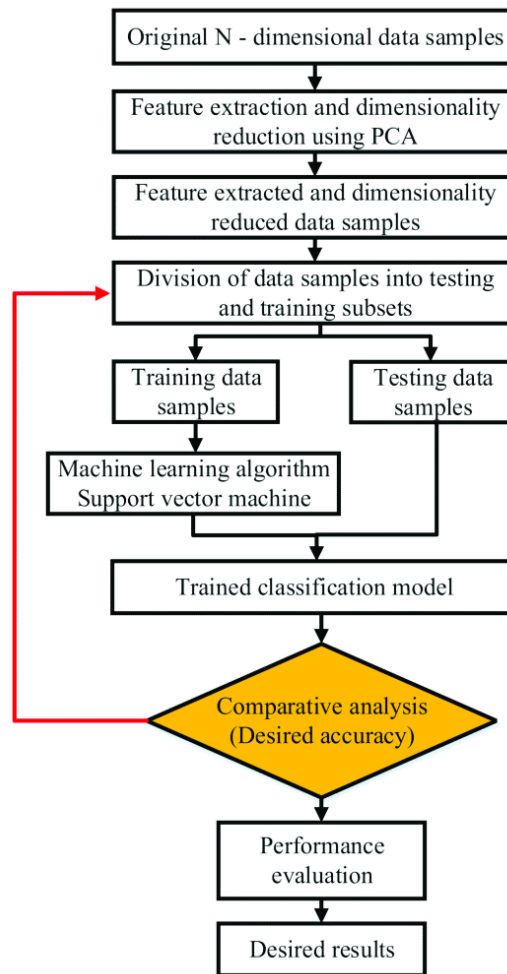 Original N - dimensional data samples
Feature extraction and dimensionality
reduction using PCA
Feature extracted and dimensionality
reduced data samples
Division of data samples into testing
and training subsets
Training data
samples
Testing data
samples
Machine learning algorithm
Support vector machine
Trained classification model
Comparative analysis
(Desired accuracy)
Performance
evaluation
Desired results